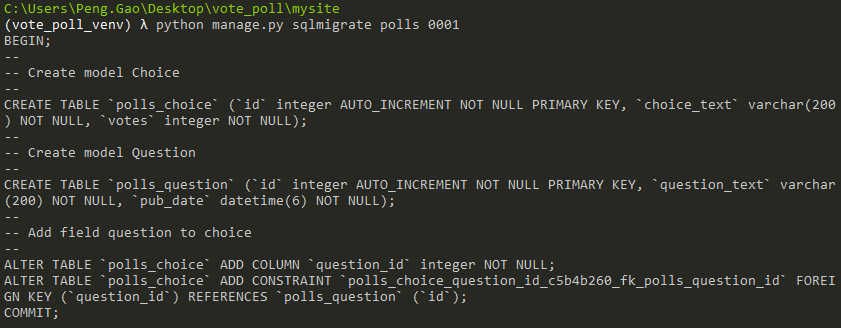 C:\Users\Peng.Gao\Desktop\vote_poll\mysite
(vote_poll_venv) λ python manage.py sqlmigrate polls 0001
BEGIN;
--
-- Create model Choice
--
CREATE TABLE `polls_choice` (`id` integer AUTO_INCREMENT NOT NULL PRIMARY KEY, `choice_text` varchar(200
) NOT NULL, `votes` integer NOT NULL);
--
-- Create model Question
--
CREATE TABLE `polls_question` (`id` integer AUTO_INCREMENT NOT NULL PRIMARY KEY, `question_text` varchar
(200) NOT NULL, `pub_date` datetime(6) NOT NULL);
--
-- Add field question to choice
--
ALTER TABLE `polls_choice` ADD COLUMN `question_id` integer NOT NULL;
ALTER TABLE `polls_choice` ADD CONSTRAINT `polls_choice_question_id_c5b4b260_fk_polls_question_id` FOREI
GN KEY (`question_id`) REFERENCES `polls_question` (`id`);
COMMIT;